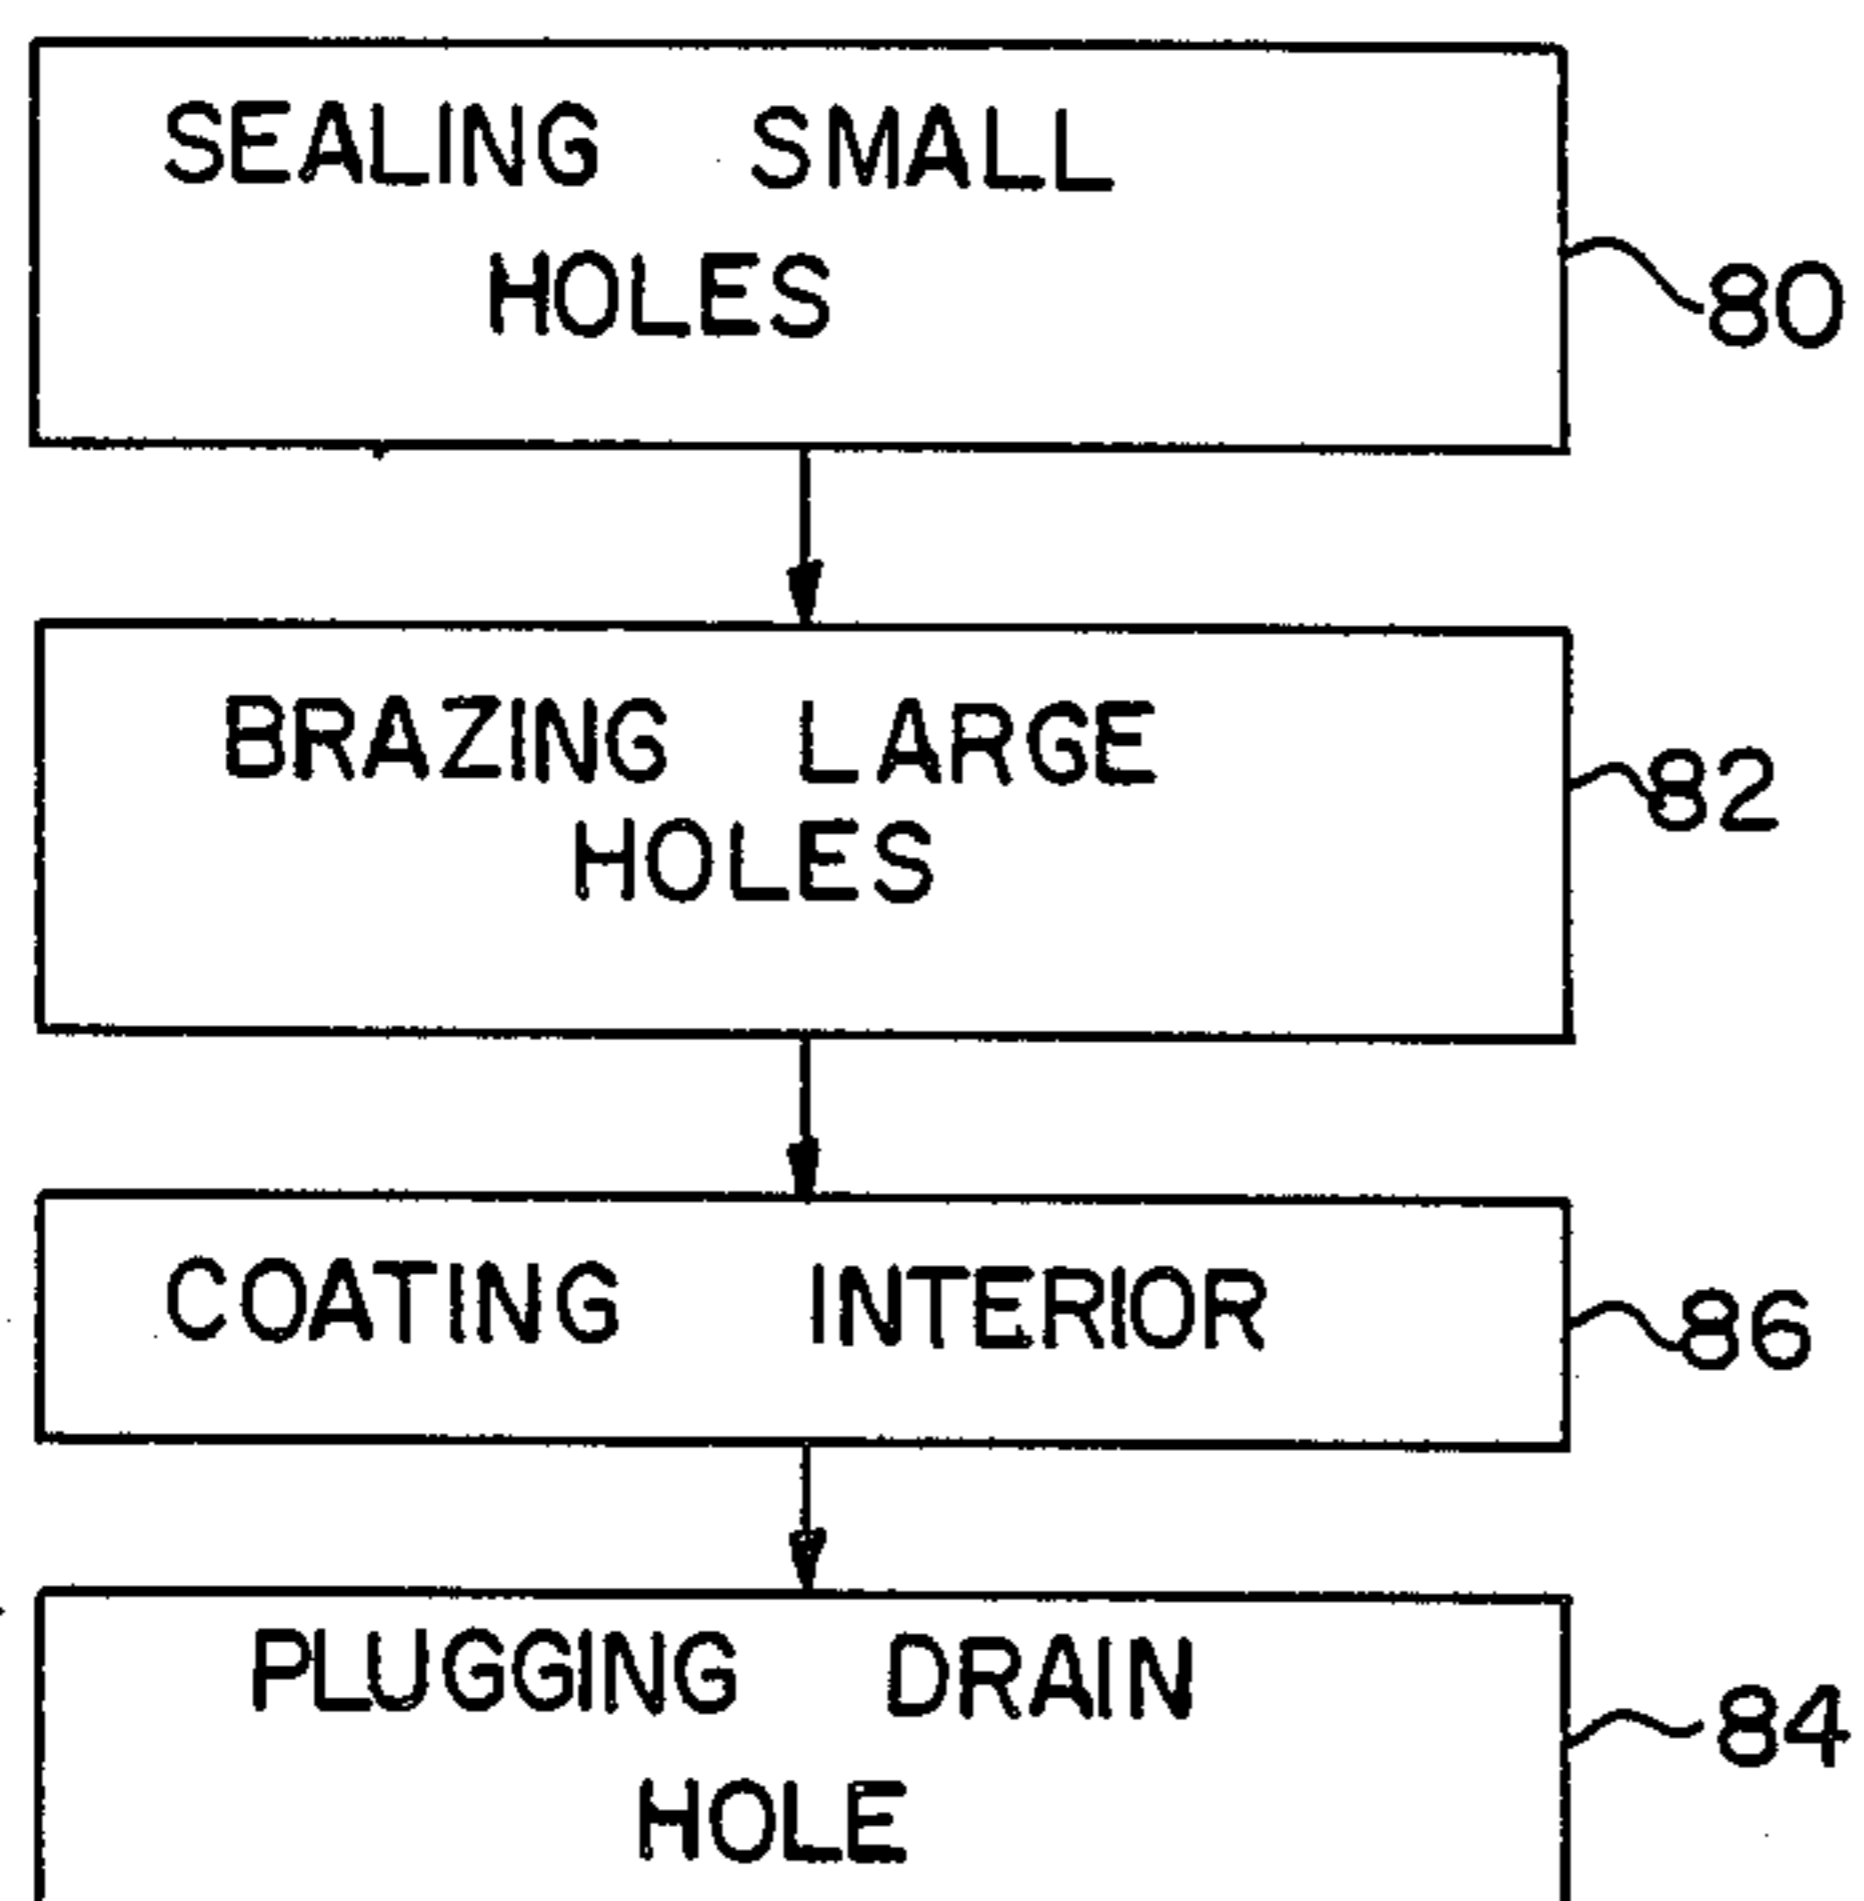 SEALING SMALL
HOLES
80
BRAZING LARGE
HOLES
82
COATING INTERIOR
86
PLUGGING DRAIN
HOLE
84